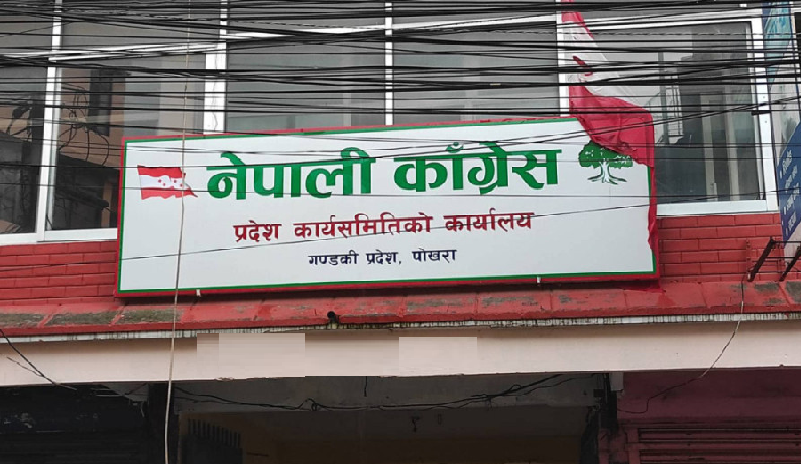 नेपाली काँग्रेस
प्रदेश कार्यसमितिको कार्यालय
गण्डकी प्रदेश, पोखरा